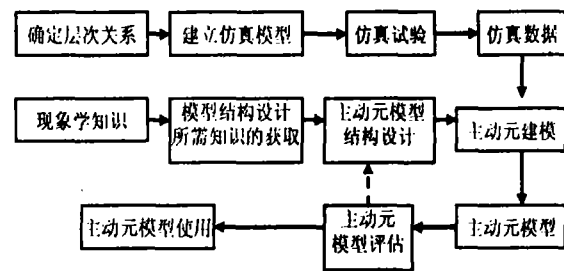 确定层次关系
建立仿真模型
仿真试验
仿真数据
现象学知识
模型结构设计
所需知识的获取
主动元模型
结构设计
主动元建模
主动元模型使用
主动元
模型评估
主动元模型